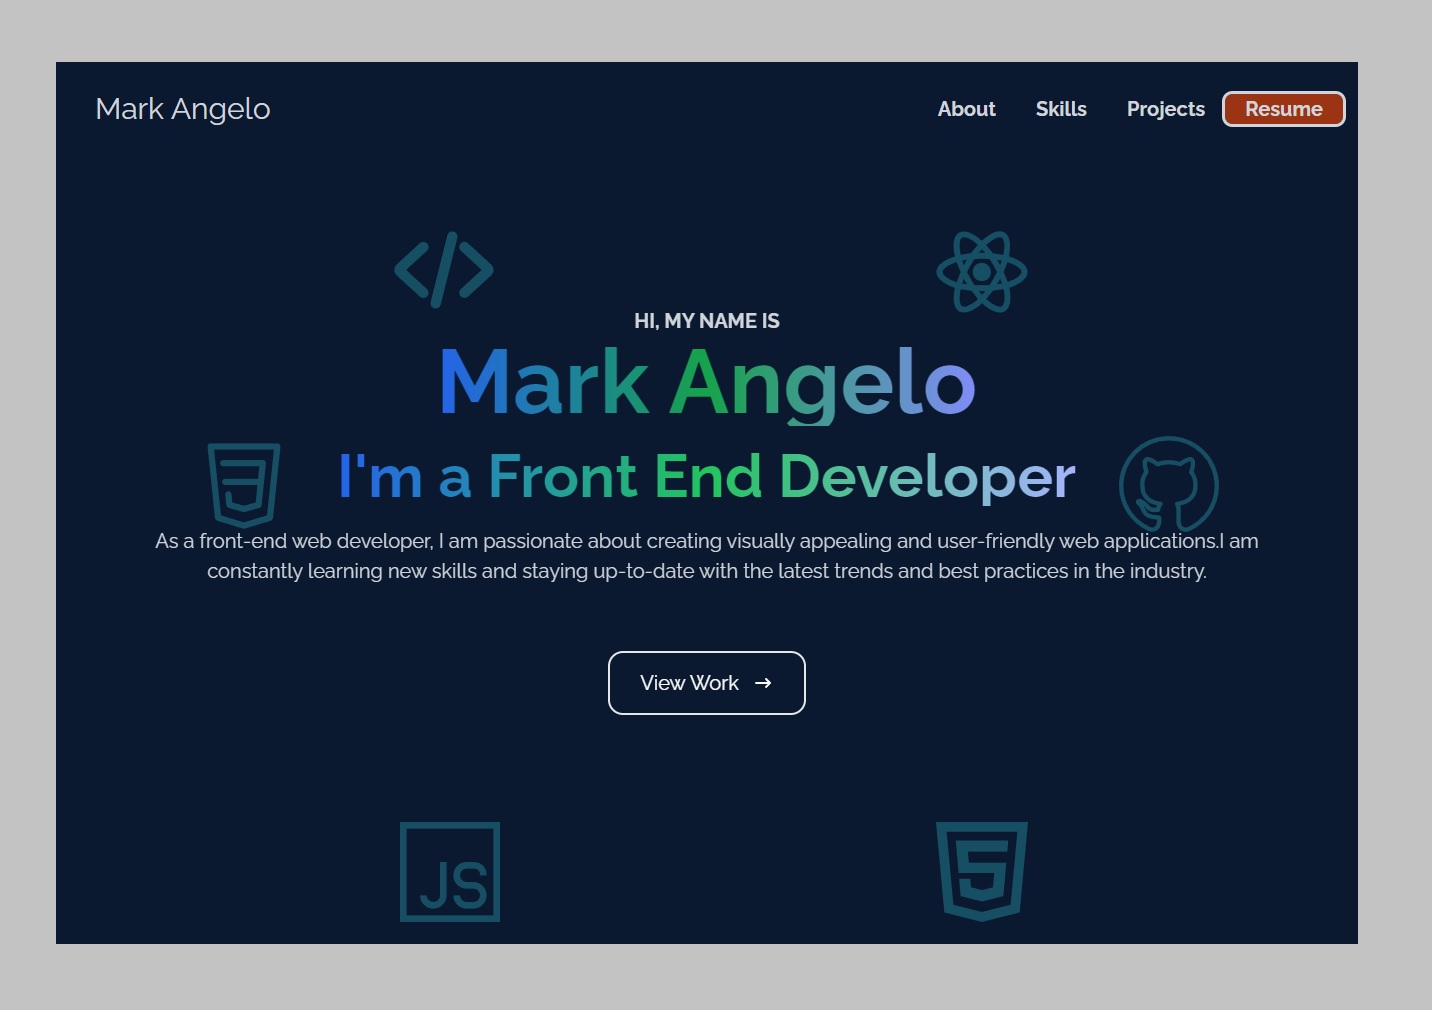 Mark Angelo
About Skills Projects Resume
HI, MY NAME IS
Mark Angelo
I'm a Front End Developer
As a front-end web developer, I am passionate about creating visually appealing and user-friendly web applications.I am
constantly learning new skills and staying up-to-date with the latest trends and best practices in the industry.
View Work →
JS